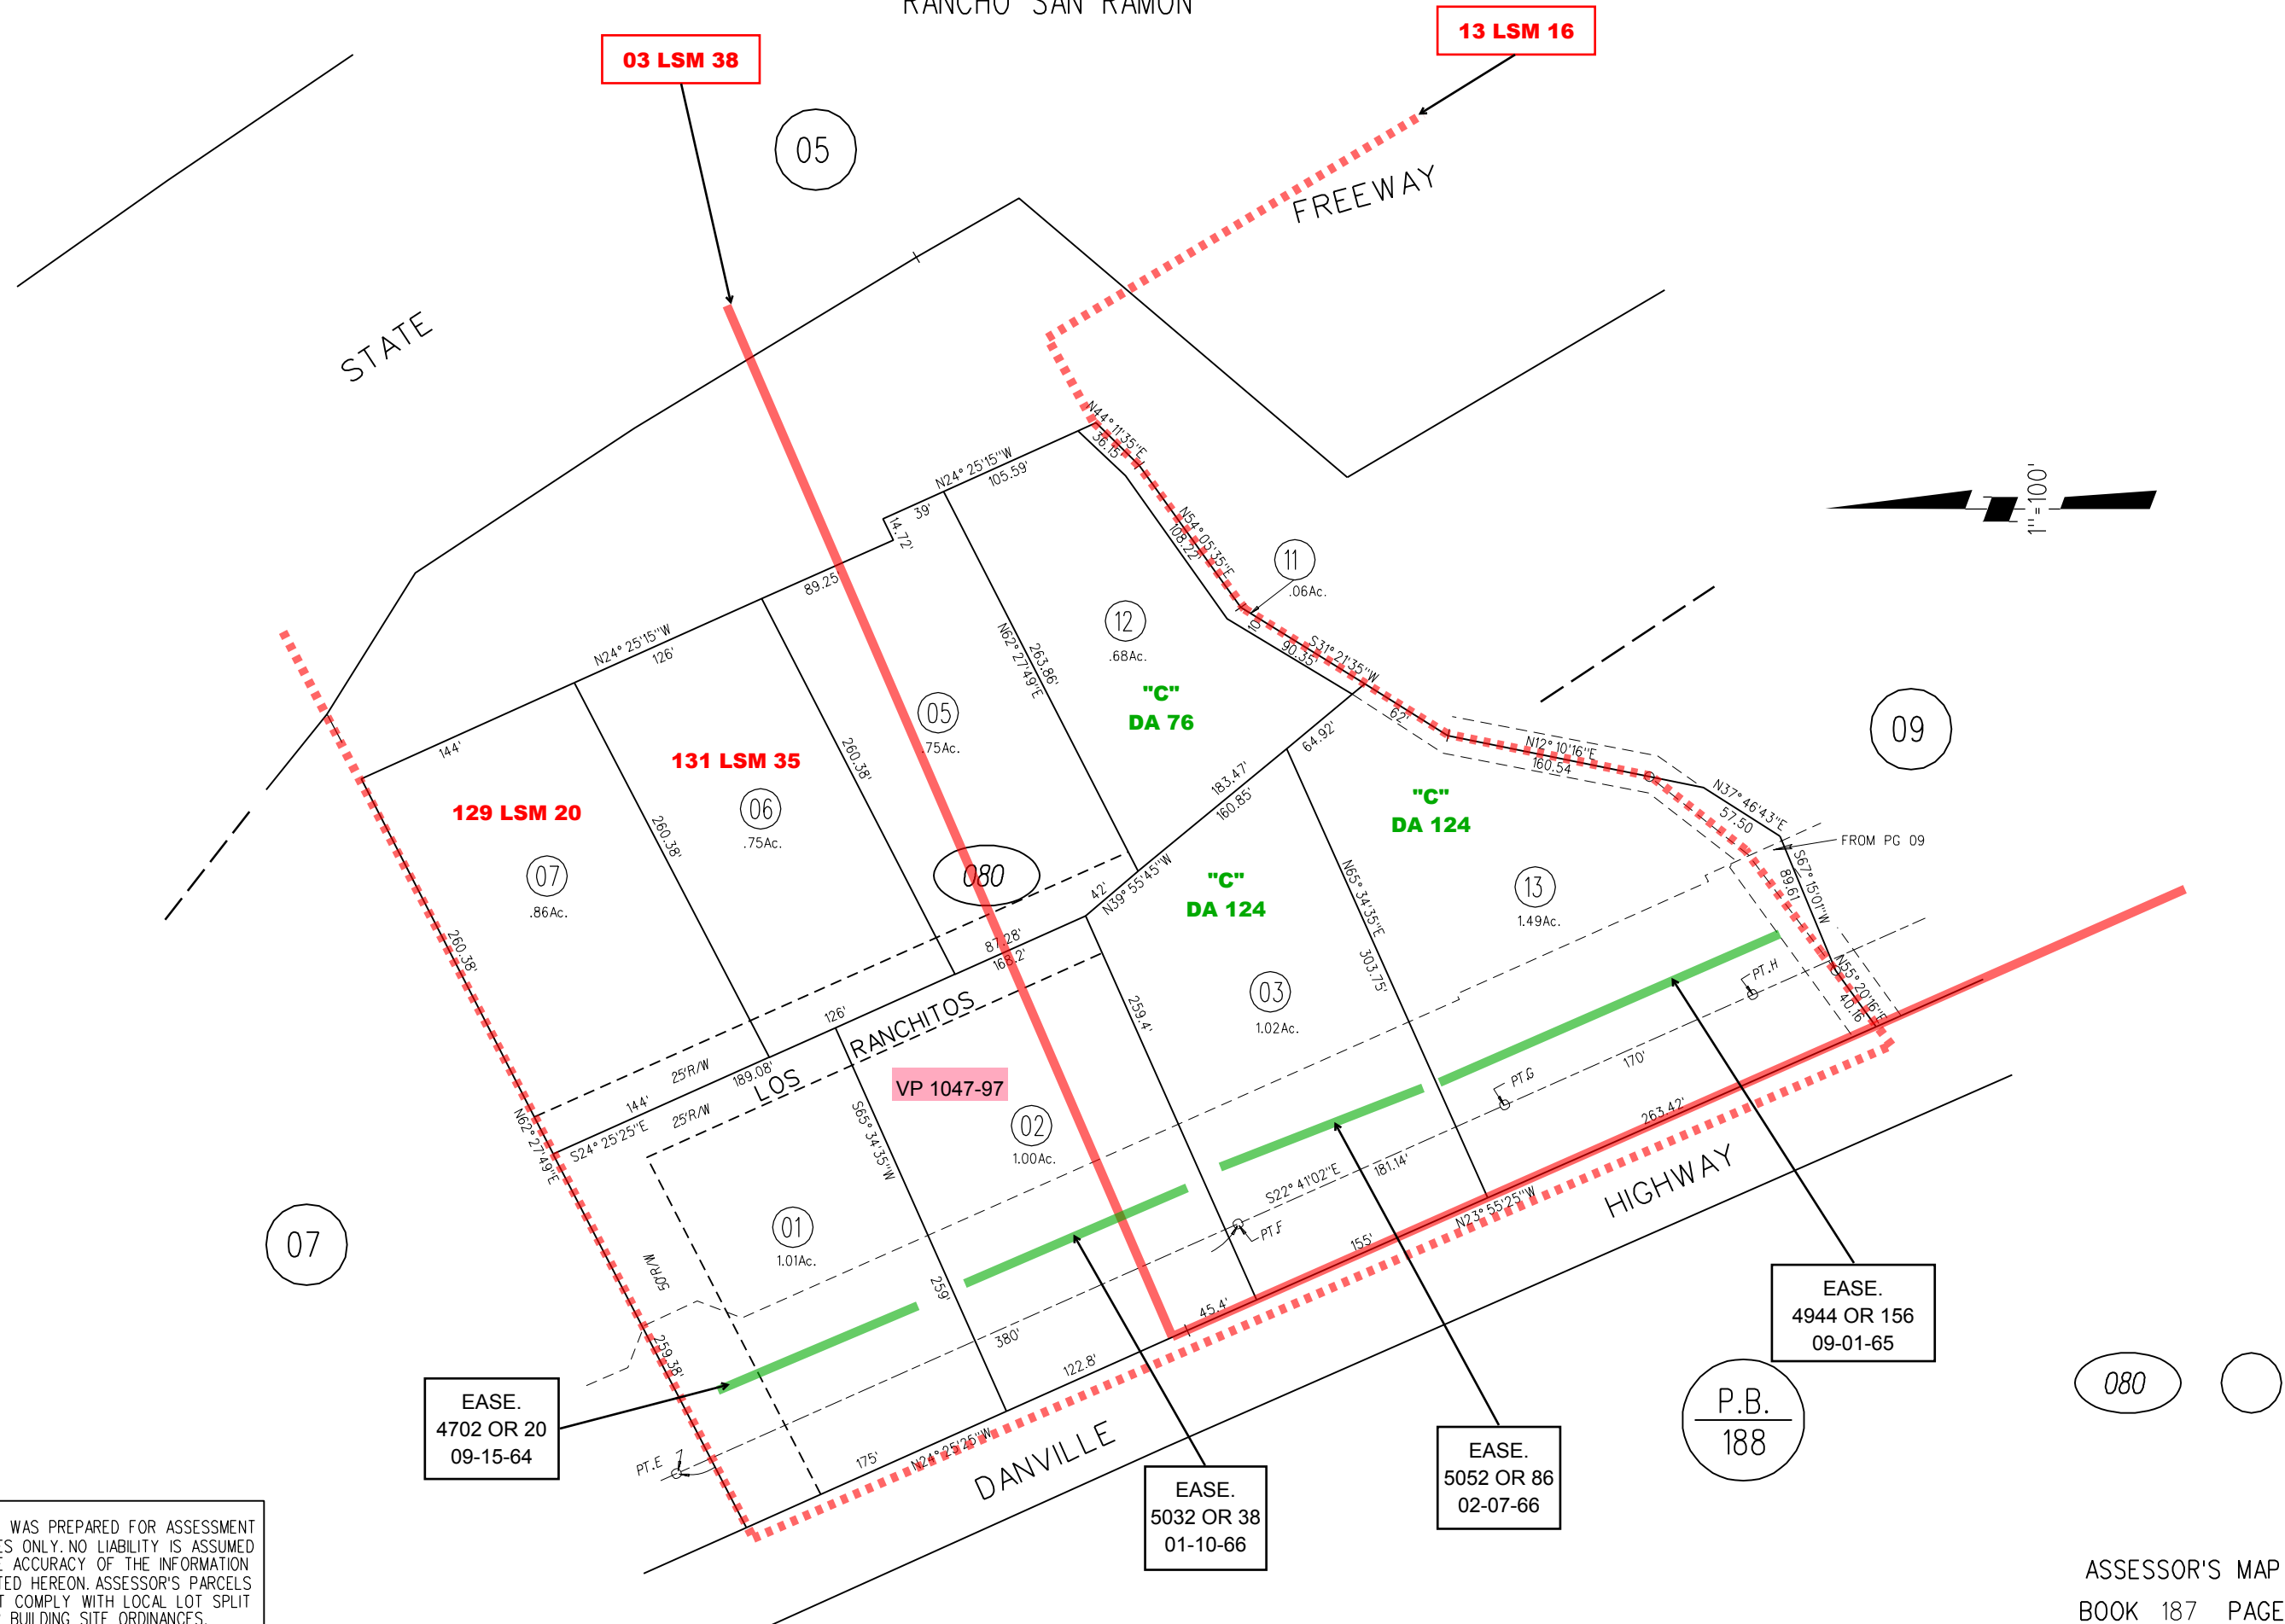 RANCHO SAN RAMON
03 LSM 38
13 LSM 16
05
FREEWAY
STATE
1"=100'
N44° 11'35"E
36.15'
N24° 25'15"W
105.59'
39'
14.72'
89.25'
N54° 05'35"E
108.22'
11
.06Ac.
10'
S31° 21'35"W
90.35'
62'
12
.68Ac.
"C"
DA 76
N62° 27'49"E
263.86'
N24° 25'15"W
126'
144'
05
.75Ac.
131 LSM 35
06
.75Ac.
129 LSM 20
07
.86Ac.
260.38'
260.38'
260.38'
080
64.92'
183.47'
160.85'
N39° 55'45"W
42'
N12° 10'16"E
160.54
N37° 46'43"E
57.50
FROM PG 09
S67° 15'01"W
89.61
N55° 20'16"E
40.16
09
"C"
DA 124
"C"
DA 124
13
1.49Ac.
N65° 34'35"E
303.75'
03
1.02Ac.
259.4'
87.28'
168.2'
126'
189.08'
144'
S24° 25'25"E
25'R/W
25'R/W
LOS RANCHITOS
N62° 27'49"E
VP 1047-97
02
1.00Ac.
S65° 34'35"W
259'
01
1.01Ac.
50'R/W
259.38'
07
PT.E
PT.F
PT.G
PT.H
380'
S22° 41'02"E
181.14'
170'
175'
N24° 25'25"W
122.8'
45.4'
155'
N23° 55'25"W
263.42'
DANVILLE HIGHWAY
EASE.
4702 OR 20
09-15-64
EASE.
5032 OR 38
01-10-66
EASE.
5052 OR 86
02-07-66
EASE.
4944 OR 156
09-01-65
P.B.
188
080
WAS PREPARED FOR ASSESSMENT
ES ONLY. NO LIABILITY IS ASSUMED
E ACCURACY OF THE INFORMATION
TED HEREON. ASSESSOR'S PARCELS
T COMPLY WITH LOCAL LOT SPLIT
BUILDING SITE ORDINANCES.
ASSESSOR'S MAP
BOOK 187 PAGE